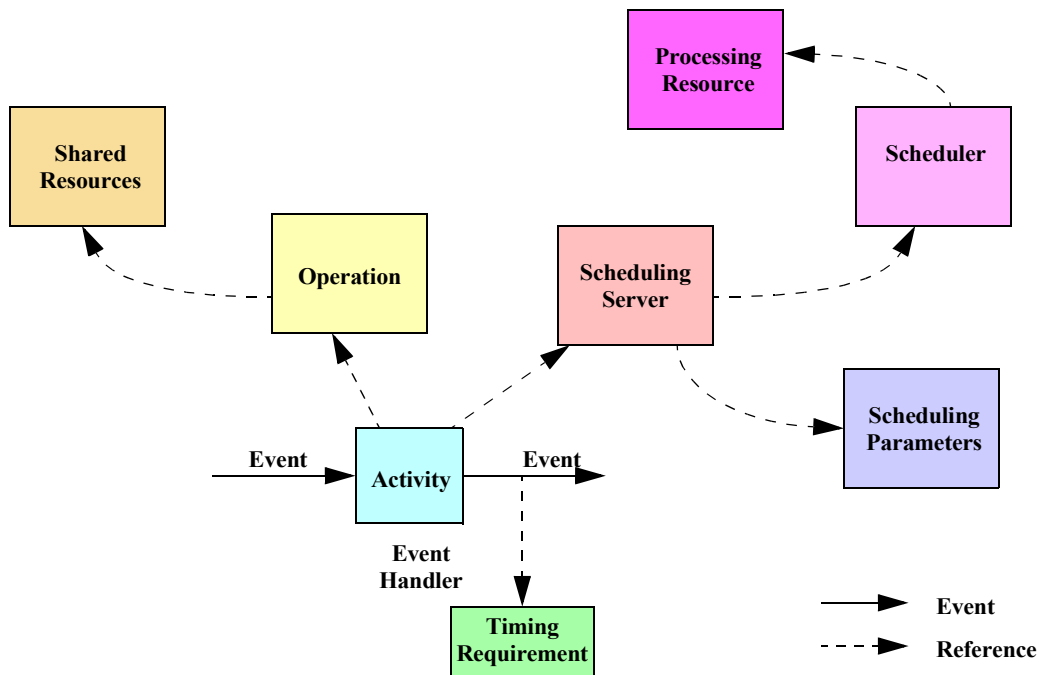 Processing
Resource
Shared
Resources
Scheduler
Operation
Scheduling
Server
Scheduling
Parameters
Event
Activity
Event
Event
Handler
Timing
Requirement
Event
Reference